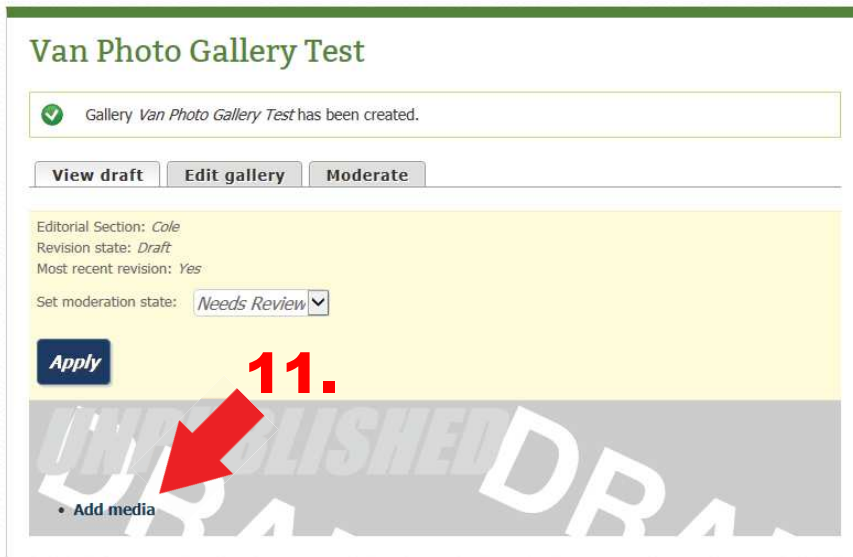 Van Photo Gallery Test
Gallery Van Photo Gallery Test has been created.
View draft Edit gallery Moderate
Editorial Section: Cole
Revision state: Draft
Most recent revision: Yes
Set moderation state: Needs Review
Apply
11.
UNPUBLISHED
DRAFT DRAFT
• Add media